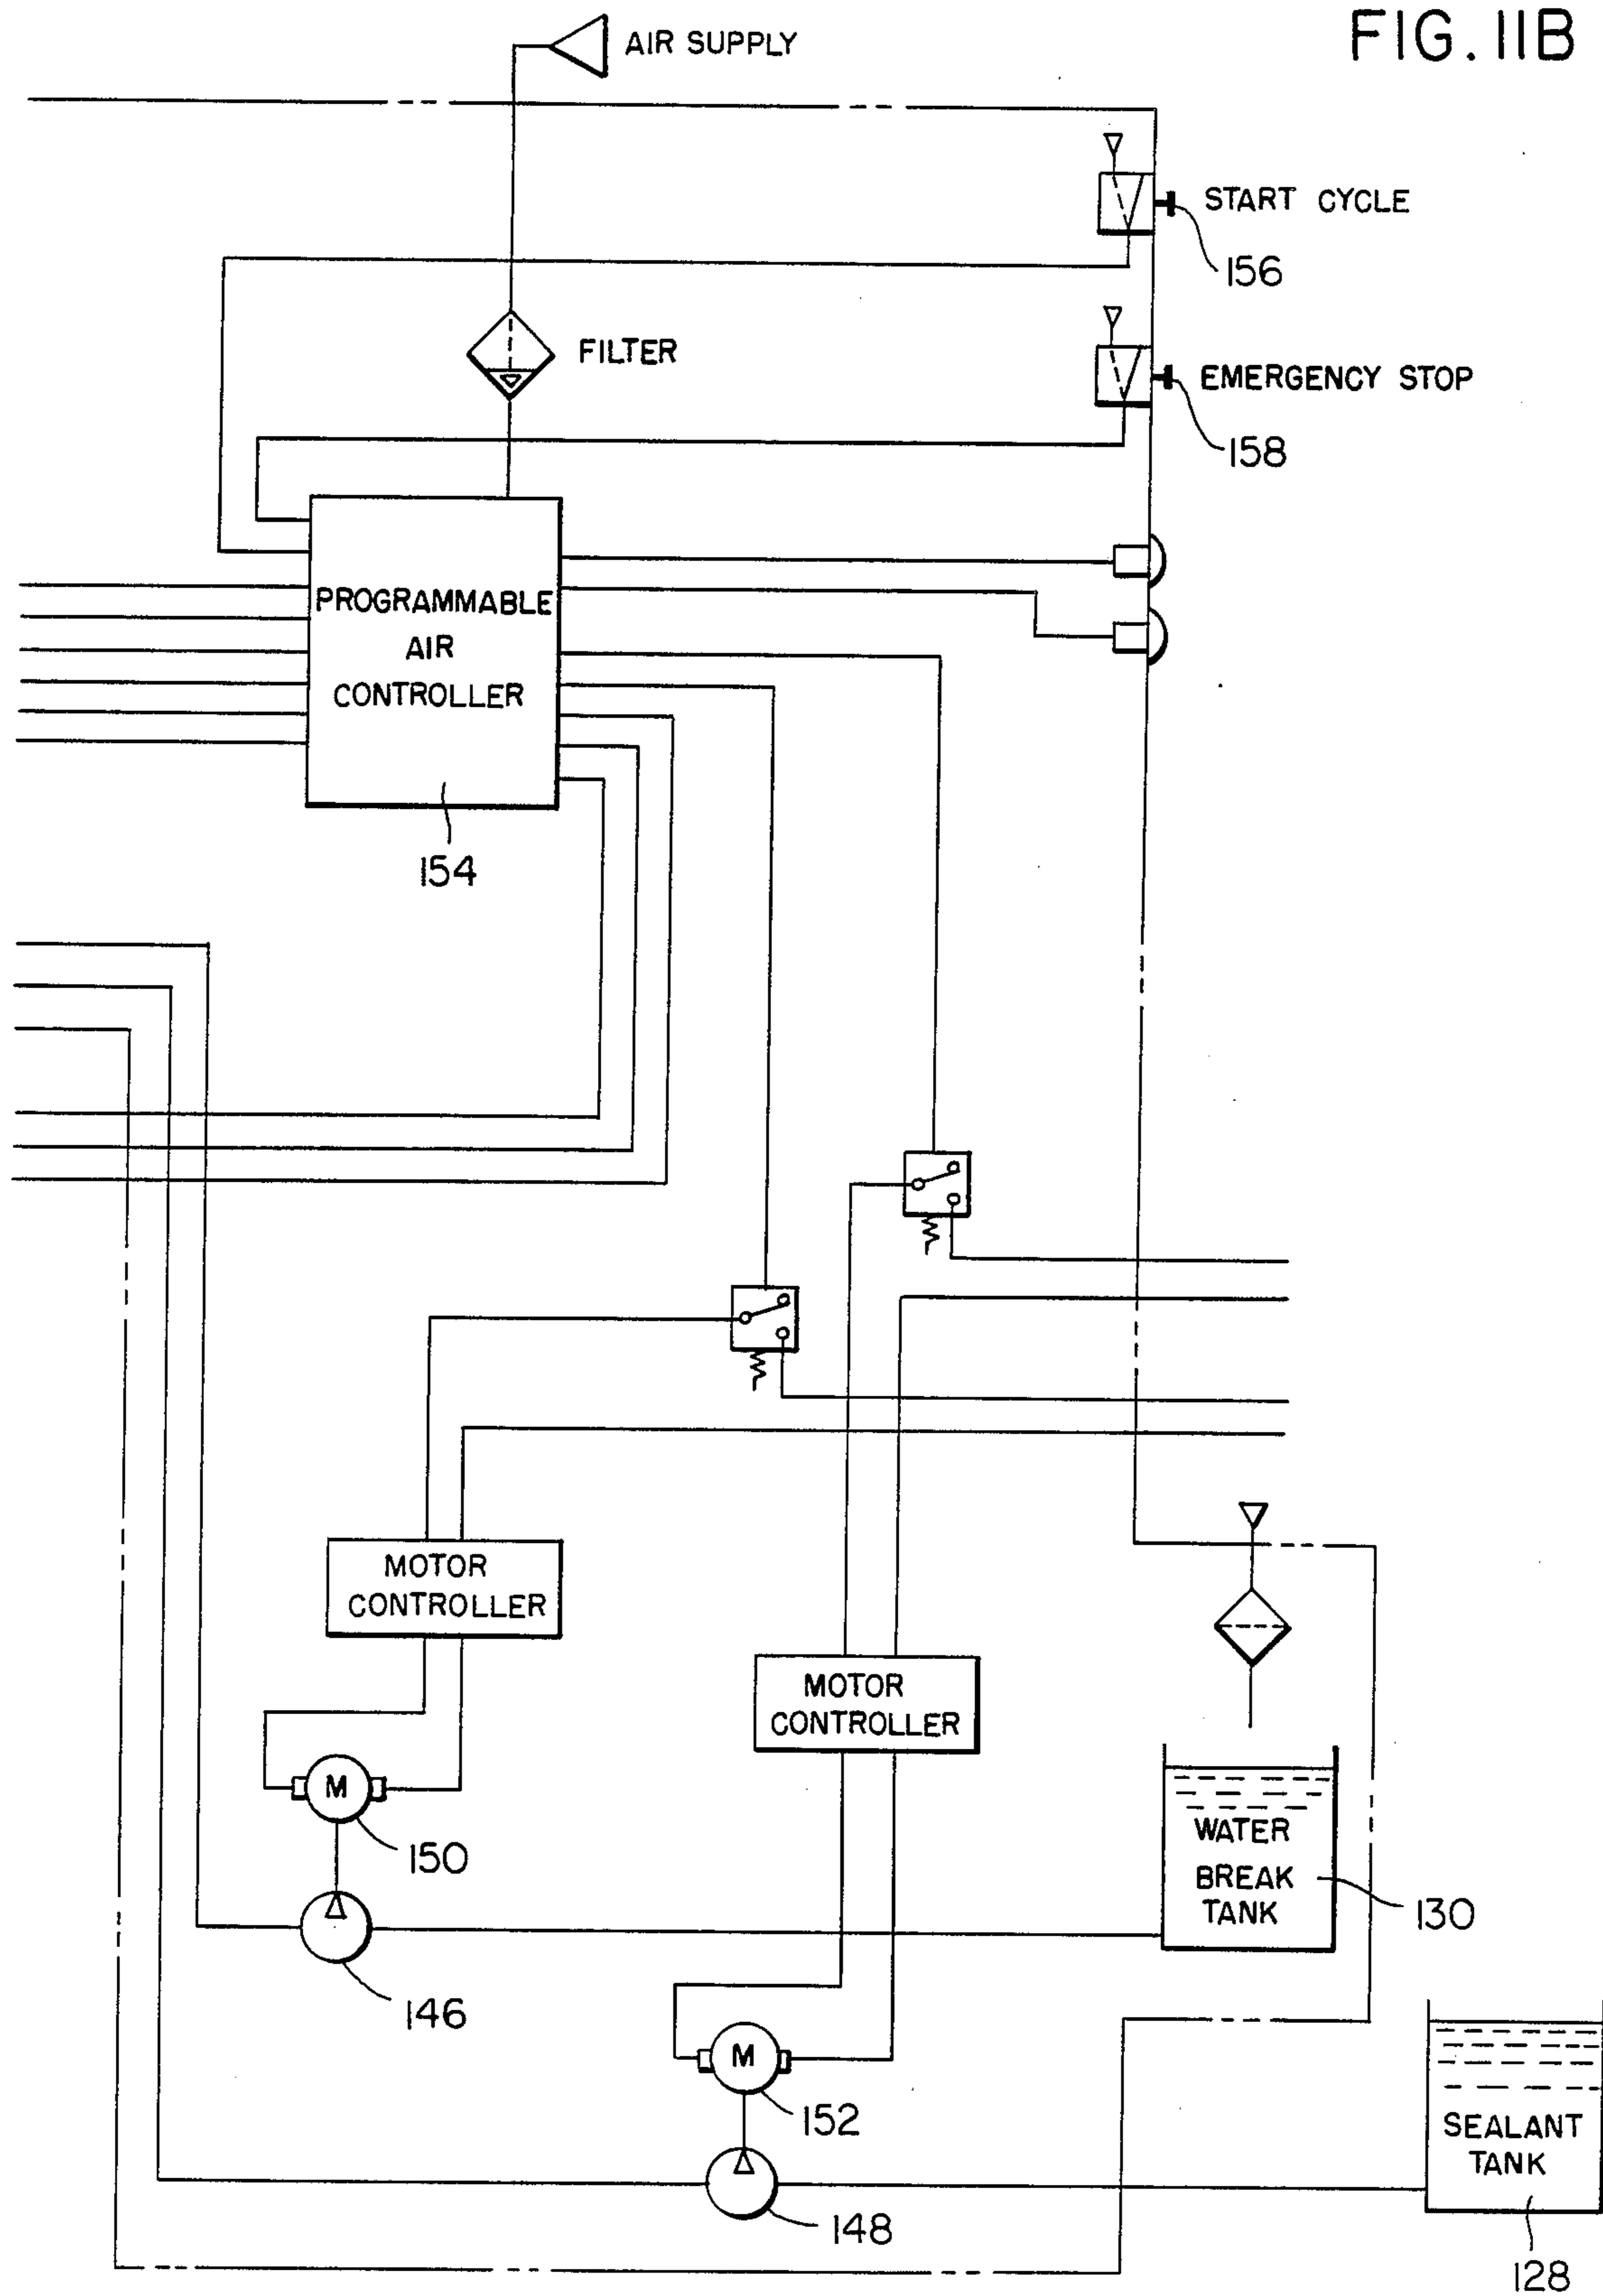 FIG. 11B
AIR SUPPLY
START CYCLE
156
FILTER
EMERGENCY STOP
158
PROGRAMMABLE
AIR
CONTROLLER
154
MOTOR
CONTROLLER
MOTOR
CONTROLLER
M
150
WATER
BREAK
TANK
130
146
M
152
SEALANT
TANK
148
128